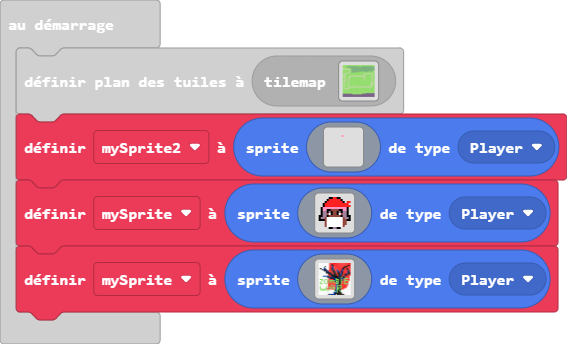 au démarrage
définir plan des tuiles à tilemap
définir mySprite2 à sprite de type Player
définir mySprite à sprite de type Player
définir mySprite à sprite de type Player